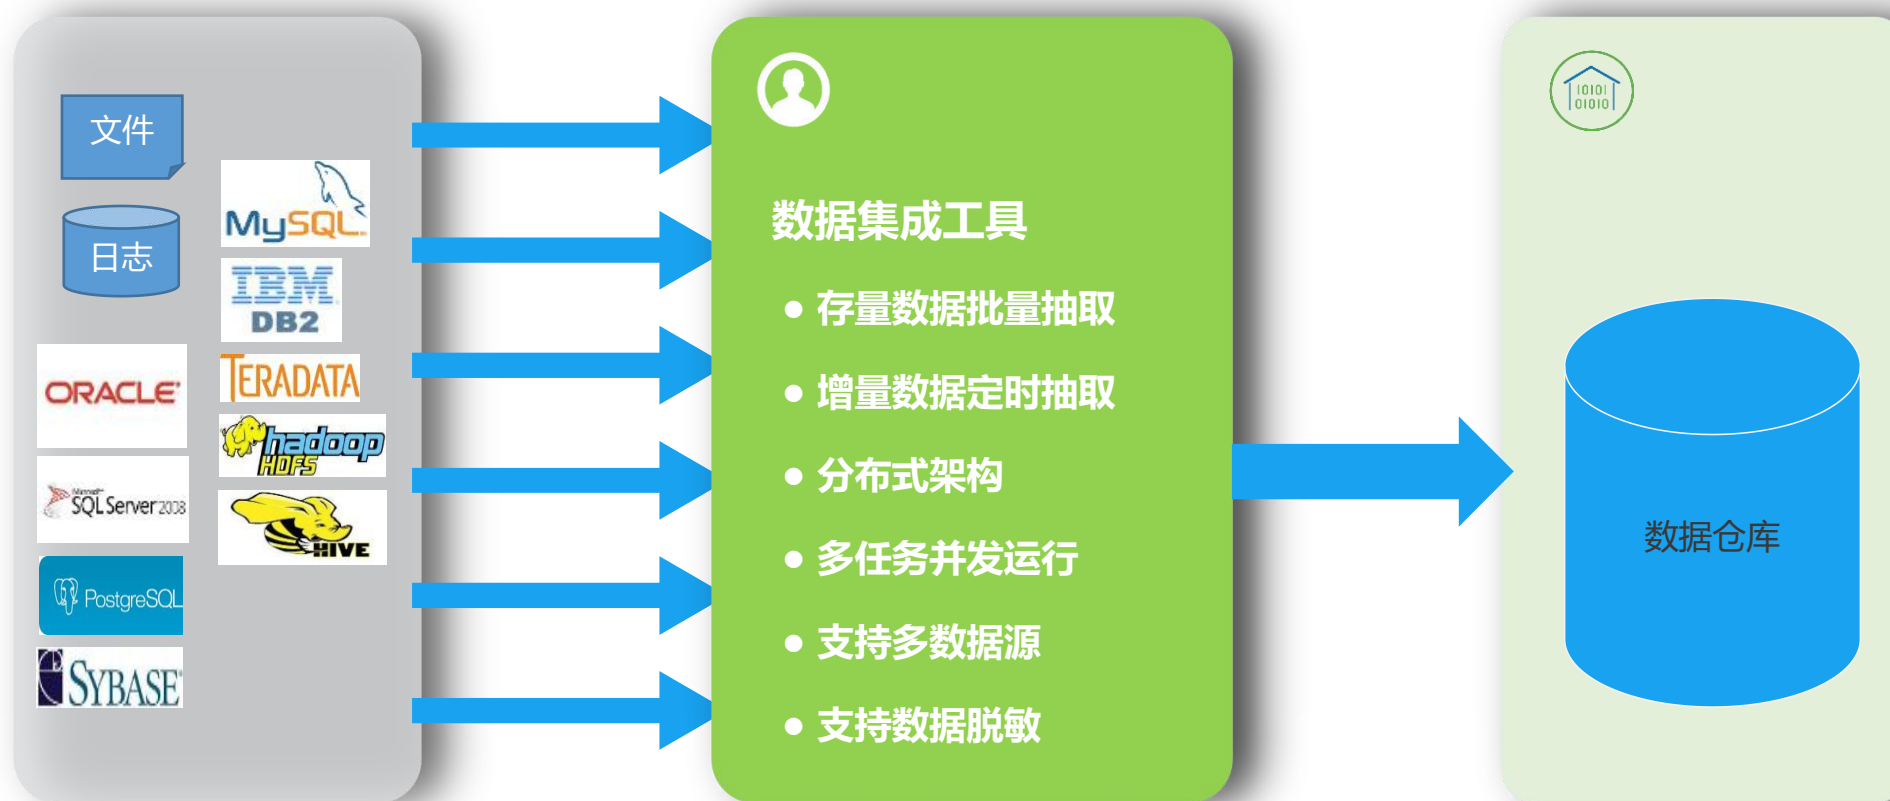 文件
日志
MySQL
IBM
DB2
TERADATA
hadoop
HDFS
HIVE
ORACLE
Microsoft
SQL Server 2008
PostgreSQL
SYBASE
数据集成工具
● 存量数据批量抽取
● 增量数据定时抽取
● 分布式架构
● 多任务并发运行
● 支持多数据源
● 支持数据脱敏
10101
01010
数据仓库